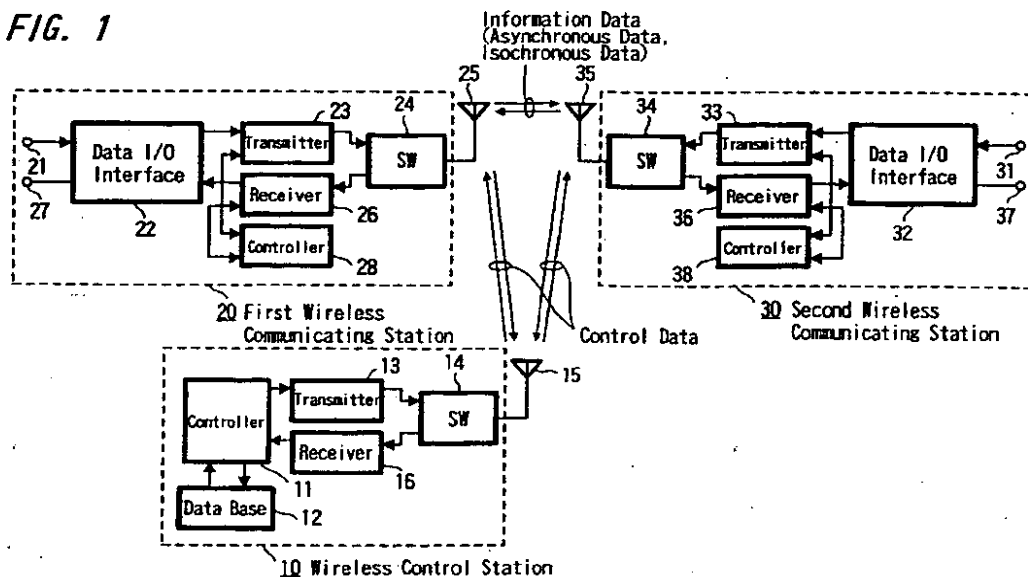 FIG. 1
Information Data
(Asynchronous Data,
Isochronous Data)
25
35
23
24
34
33
Transmitter
SW
Data I/O
Interface
21
27
22
Receiver
26
Controller
28
SW
Transmitter
Data I/O
Interface
31
37
32
Receiver
36
Controller
38
20 First Wireless
Communicating Station
30 Second Wireless
Communicating Station
Control Data
13
14
15
Controller
Transmitter
SW
Receiver
11
16
Data Base
12
10 Wireless Control Station